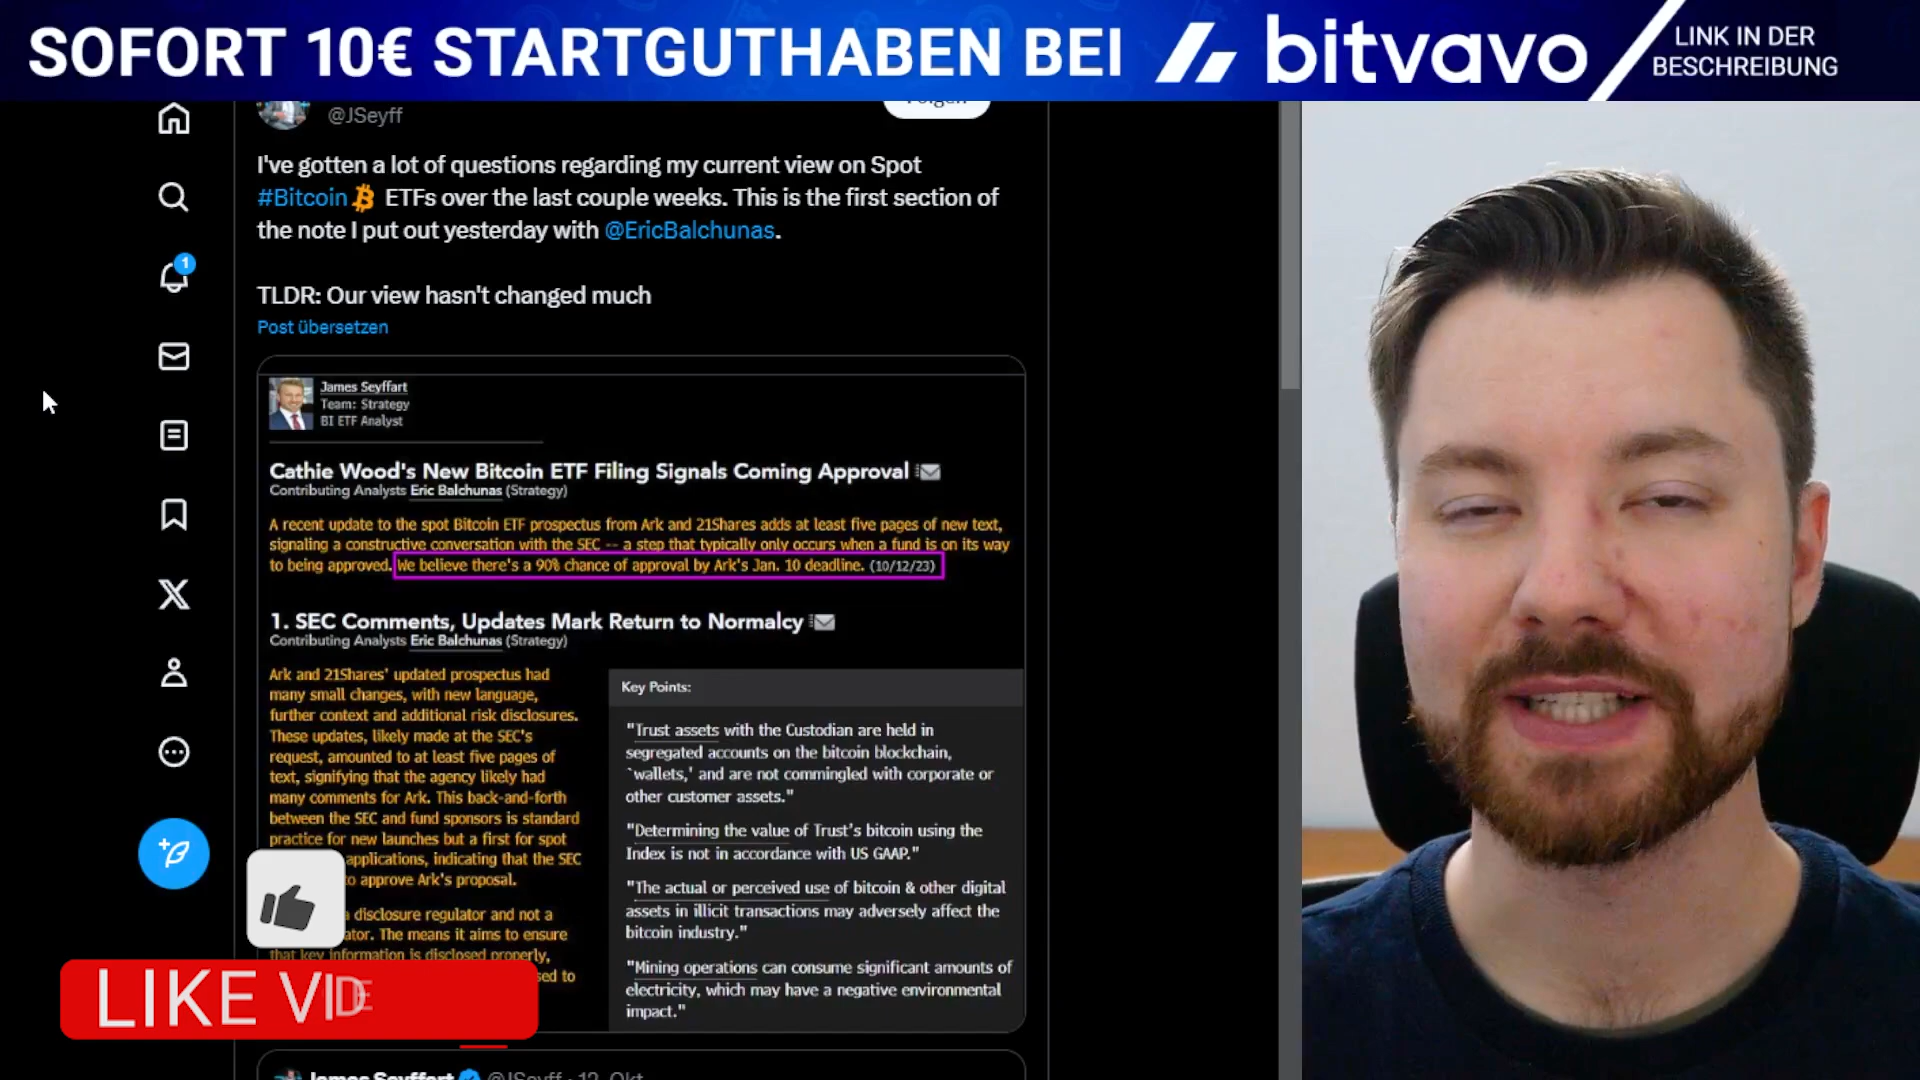 SOFORT 10€ STARTGUTHABEN BEI bitvavo
LINK IN DER
BESCHREIBUNG
@JSeyff
I've gotten a lot of questions regarding my current view on Spot
#Bitcoin ETFs over the last couple weeks. This is the first section of
the note I put out yesterday with @EricBalchunas.
TLDR: Our view hasn't changed much
Post übersetzen
1
James Seyffart
Team: Strategy
BI ETF Analyst
Cathie Wood's New Bitcoin ETF Filing Signals Coming Approval
Contributing Analysts Eric Balchunas (Strategy)
A recent update to the spot Bitcoin ETF prospectus from Ark and 21Shares adds at least five pages of new text,
signaling a constructive conversation with the SEC -- a step that typically only occurs when a fund is on its way
to being approved. We believe there's a 90% chance of approval by Ark's Jan. 10 deadline. (10/12/23)
1. SEC Comments, Updates Mark Return to Normalcy
Contributing Analysts Eric Balchunas (Strategy)
Ark and 21Shares' updated prospectus had
many small changes, with new language,
further context and additional risk disclosures.
These updates, likely made at the SEC's
request, amounted to at least five pages of
text, signifying that the agency likely had
many comments for Ark. This back-and-forth
between the SEC and fund sponsors is standard
practice for new launches but a first for spot
applications, indicating that the SEC
to approve Ark's proposal.
a disclosure regulator and not a
The means it aims to ensure
that key information is disclosed properly,
to
Key Points:
"Trust assets with the Custodian are held in
segregated accounts on the bitcoin blockchain,
`wallets,' and are not commingled with corporate or
other customer assets."
"Determining the value of Trust's bitcoin using the
Index is not in accordance with US GAAP."
"The actual or perceived use of bitcoin & other digital
assets in illicit transactions may adversely affect the
bitcoin industry."
"Mining operations can consume significant amounts of
electricity, which may have a negative environmental
impact."
LIKE VIDE
James Seyffart @JSeyff · 12. Okt